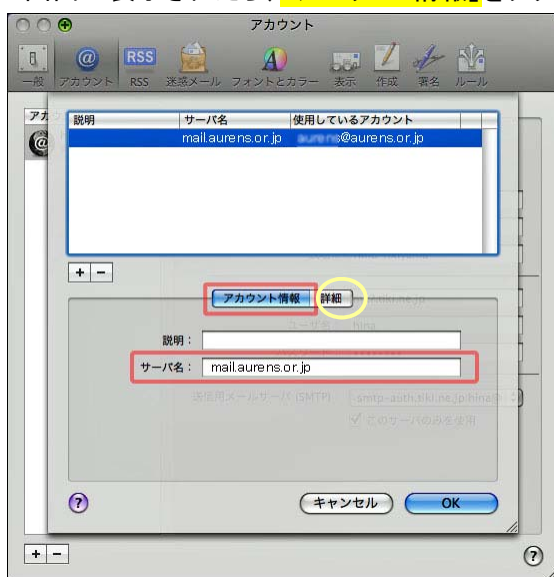 アカウント
一般 アカウント RSS 迷惑メール フォントとカラー 表示 作成 署名 ルール
RSS
説明 サーバ名 使用しているアカウント
mail.aurens.or.jp aurens@aurens.or.jp
+ -
アカウント情報 詳細
説明：
サーバ名： mail.aurens.or.jp
送信用メールサーバ (SMTP) smtp-auth.tiki.ne.jp:hina
このサーバのみを使用
? キャンセル OK
+ - ?